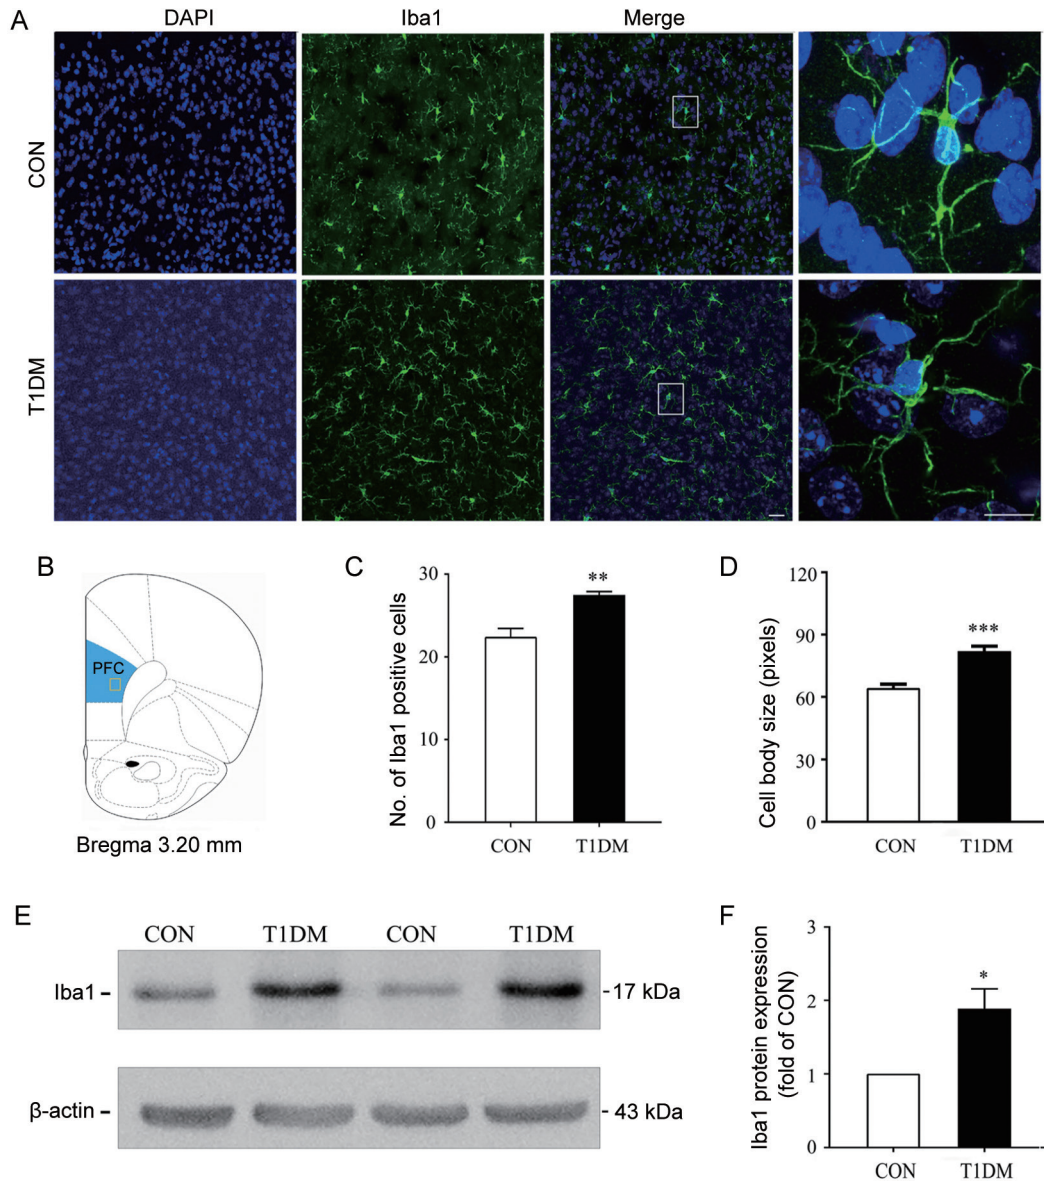 A
DAPI
Iba1
Merge
CON
T1DM
B
PFC
Bregma 3.20 mm
C
No. of Iba1 positive cells
30
20
10
0
**
CON
T1DM
D
Cell body size (pixels)
120
90
60
30
0
***
CON
T1DM
E
CON T1DM CON T1DM
Iba1 – - 17 kDa
β-actin – - 43 kDa
F
Iba1 protein expression
(fold of CON)
3
2
1
0
*
CON
T1DM